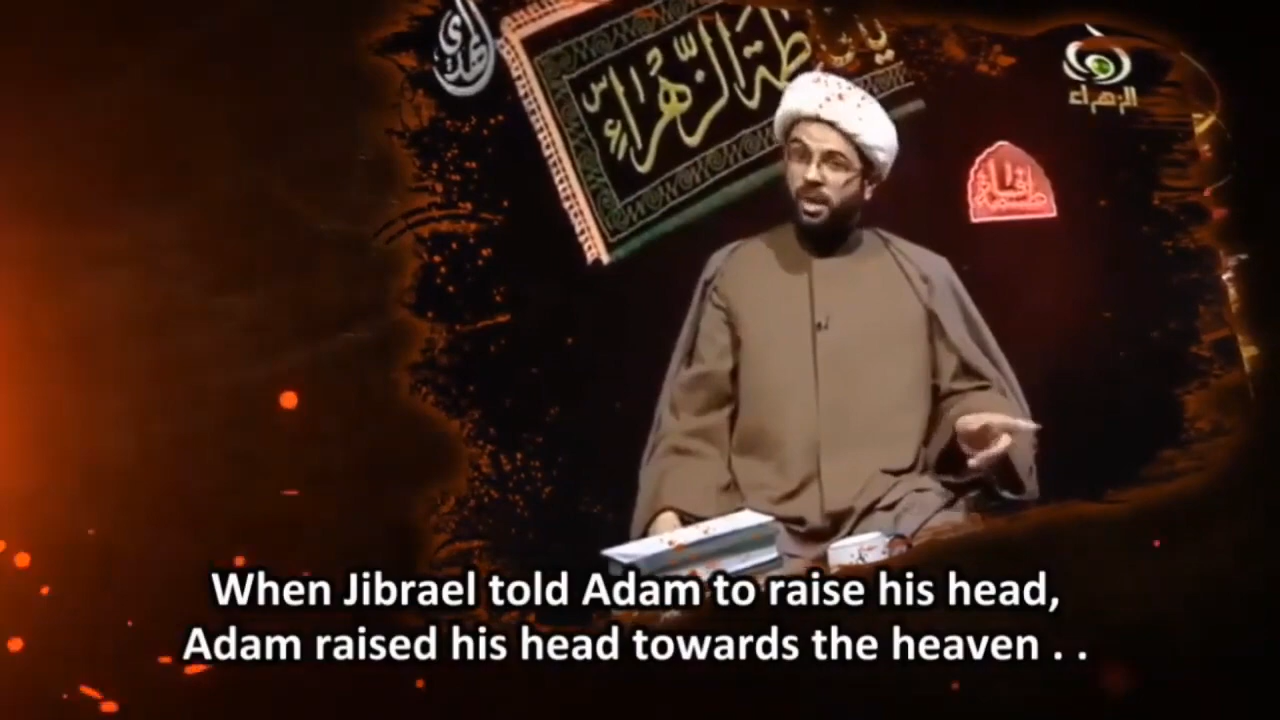 الهدي
يا فاطمة الزهراء
الزهراء
When Jibrael told Adam to raise his head,
Adam raised his head towards the heaven . .